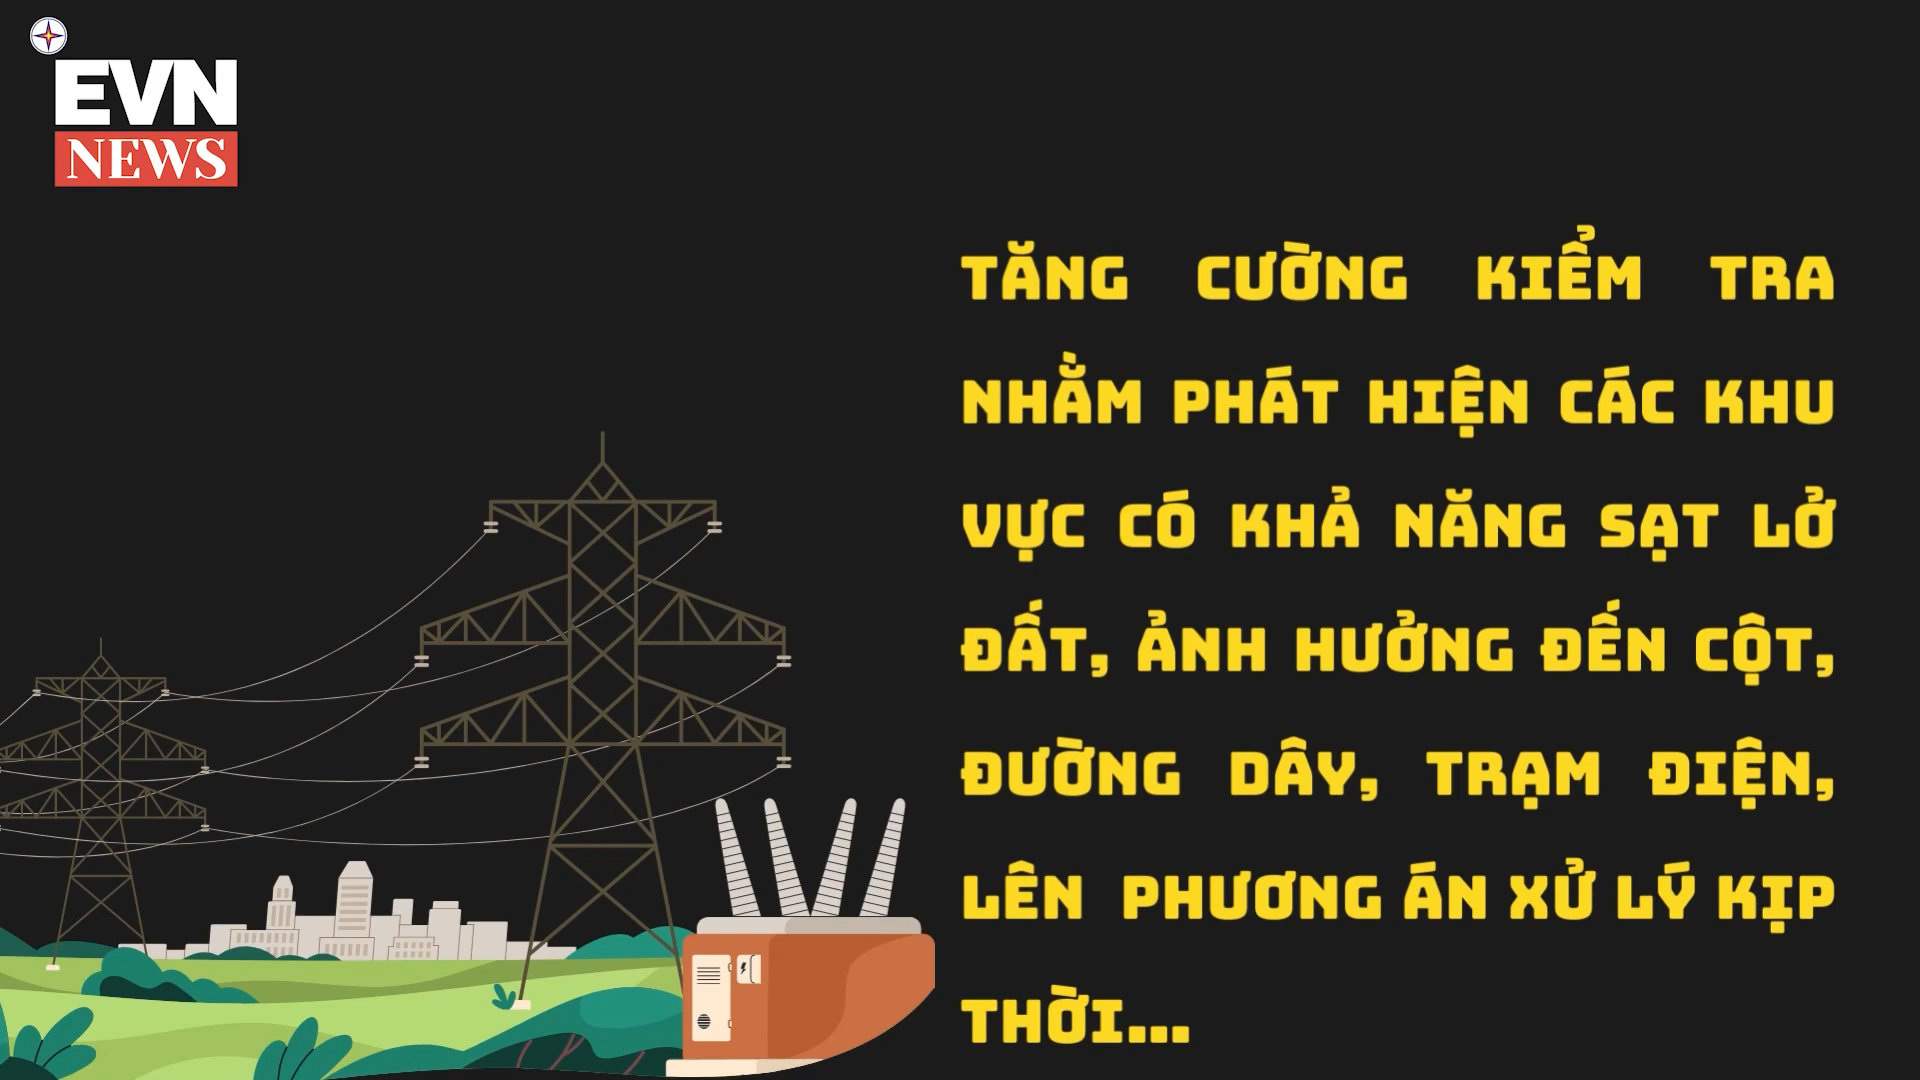 EVN
NEWS
TĂNG CƯỜNG KIỂM TRA
NHẰM PHÁT HIỆN CÁC KHU
VỰC CÓ KHẢ NĂNG SẠT LỞ
ĐẤT, ẢNH HƯỞNG ĐẾN CỘT,
ĐƯỜNG DÂY, TRẠM ĐIỆN,
LÊN PHƯƠNG ÁN XỬ LÝ KỊP
THỜI...